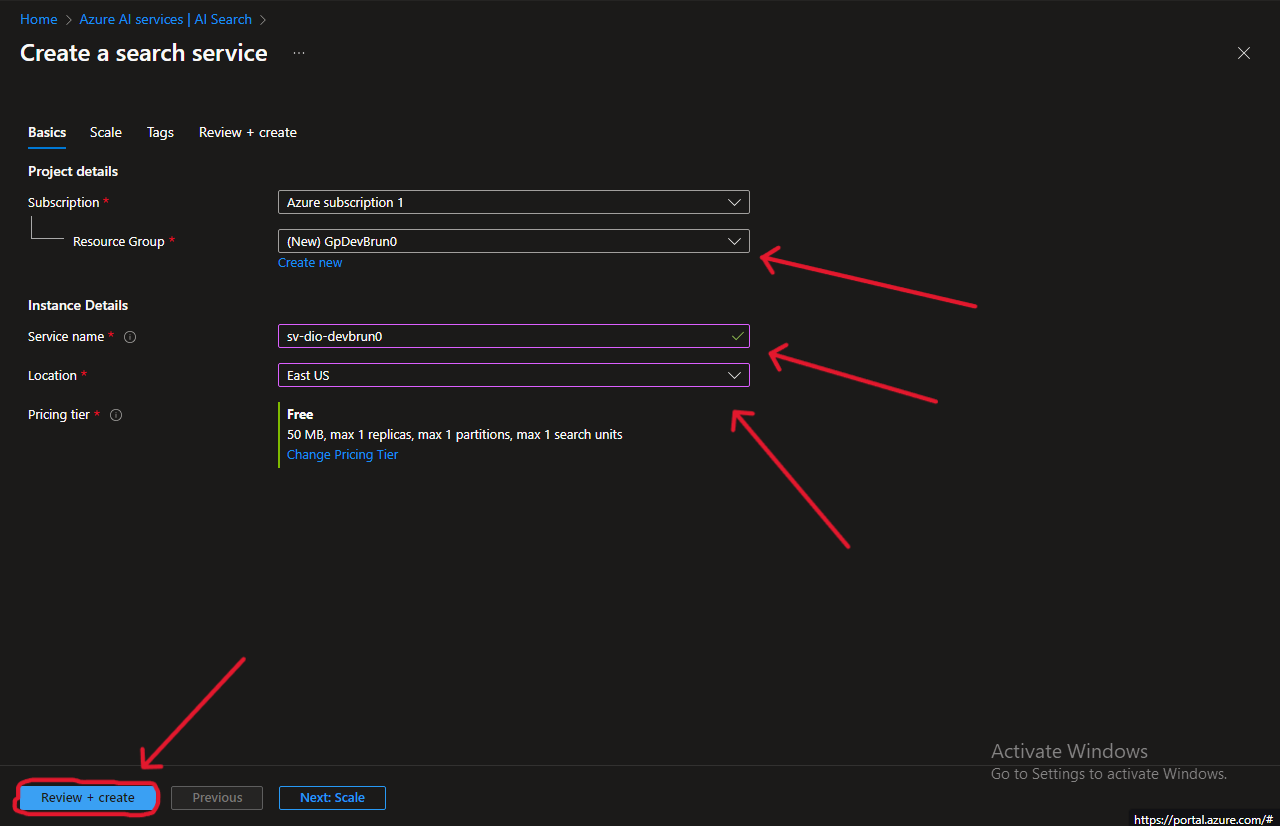 Home > Azure AI services | AI Search >
Create a search service ...
Basics Scale Tags Review + create
Project details
Subscription * Azure subscription 1
Resource Group * (New) GpDevBrun0
Create new
Instance Details
Service name * sv-dio-devbrun0
Location * East US
Pricing tier * Free
50 MB, max 1 replicas, max 1 partitions, max 1 search units
Change Pricing Tier
Activate Windows
Go to Settings to activate Windows.
Review + create Previous Next: Scale
https://portal.azure.com/#